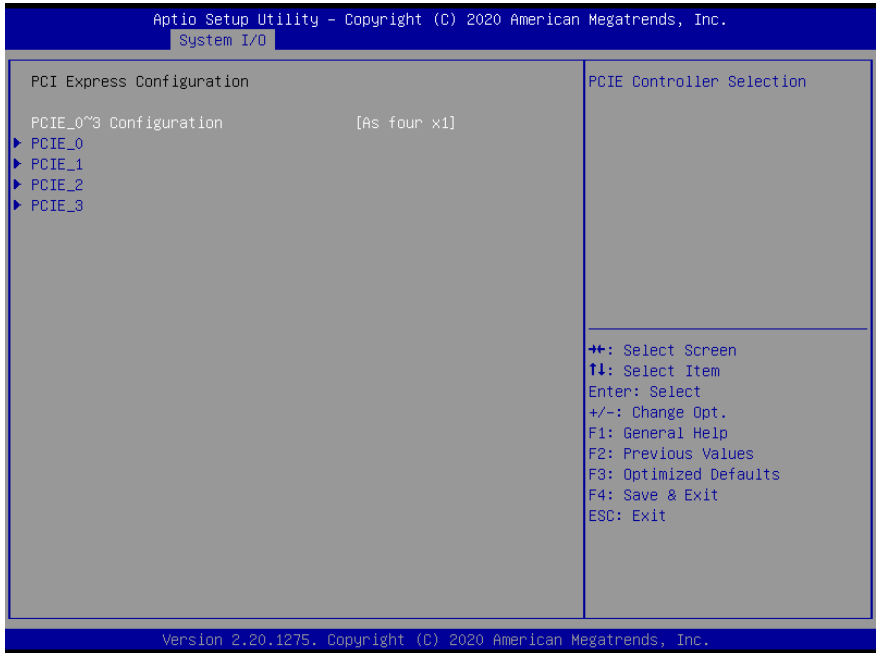 Aptio Setup Utility – Copyright (C) 2020 American Megatrends, Inc.
System I/O
PCI Express Configuration
PCIE_0~3 Configuration [As four x1]
PCIE_0
PCIE_1
PCIE_2
PCIE_3
PCIE Controller Selection
→←: Select Screen
↑↓: Select Item
Enter: Select
+/-: Change Opt.
F1: General Help
F2: Previous Values
F3: Optimized Defaults
F4: Save & Exit
ESC: Exit
Version 2.20.1275. Copyright (C) 2020 American Megatrends, Inc.